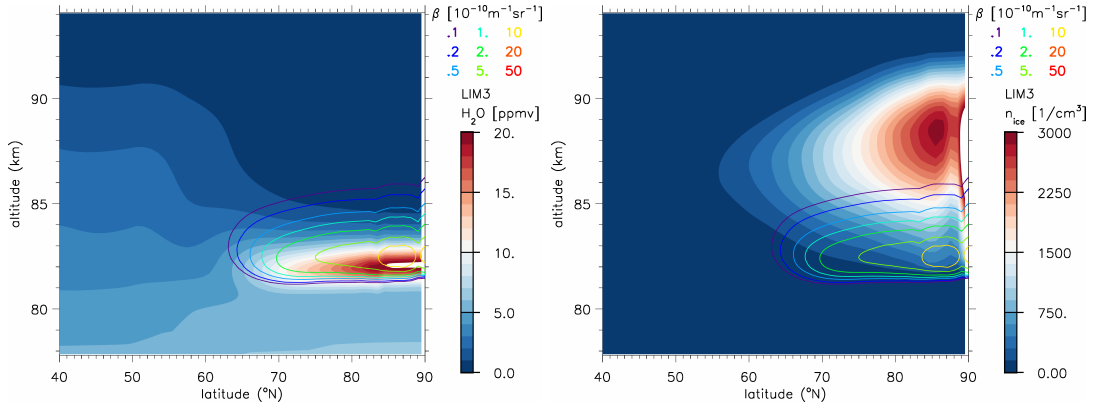 β [10⁻¹⁰m⁻¹sr⁻¹]
.1 1. 10
.2 2. 20
.5 5. 50
LIM3
H₂O [ppmv]
20.
15.
10.
5.0
0.0
90
85
80
altitude (km)
40 50 60 70 80 90
latitude (°N)
β [10⁻¹⁰m⁻¹sr⁻¹]
.1 1. 10
.2 2. 20
.5 5. 50
LIM3
n_ice [1/cm³]
3000
2250
1500
750.
0.00
90
85
80
altitude (km)
40 50 60 70 80 90
latitude (°N)